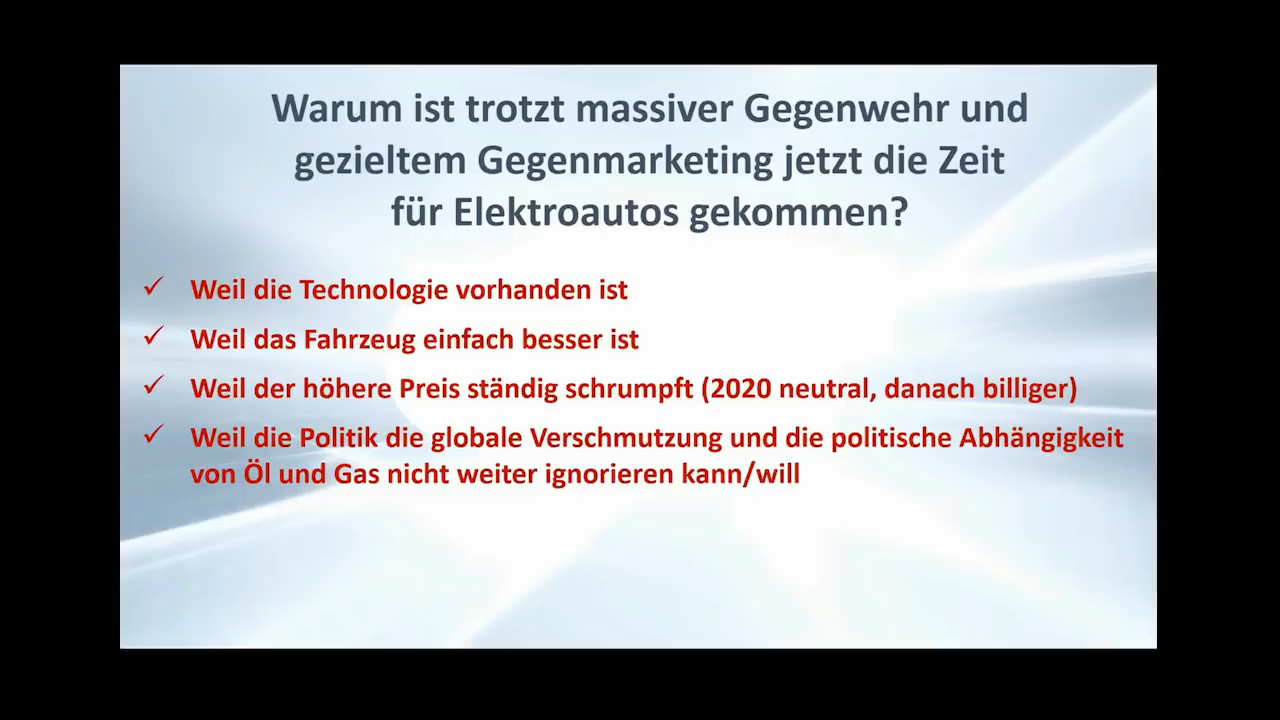 Warum ist trotzt massiver Gegenwehr und
gezieltem Gegenmarketing jetzt die Zeit
für Elektroautos gekommen?
✓ Weil die Technologie vorhanden ist
✓ Weil das Fahrzeug einfach besser ist
✓ Weil der höhere Preis ständig schrumpft (2020 neutral, danach billiger)
✓ Weil die Politik die globale Verschmutzung und die politische Abhängigkeit
von Öl und Gas nicht weiter ignorieren kann/will